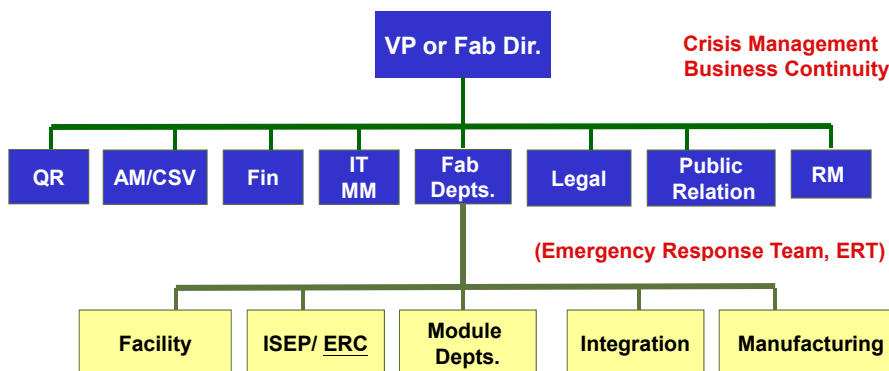 VP or Fab Dir.
Crisis Management
Business Continuity
QR
AM/CSV
Fin
IT
MM
Fab
Depts.
Legal
Public
Relation
RM
(Emergency Response Team, ERT)
Facility
ISEP/ ERC
Module
Depts.
Integration
Manufacturing